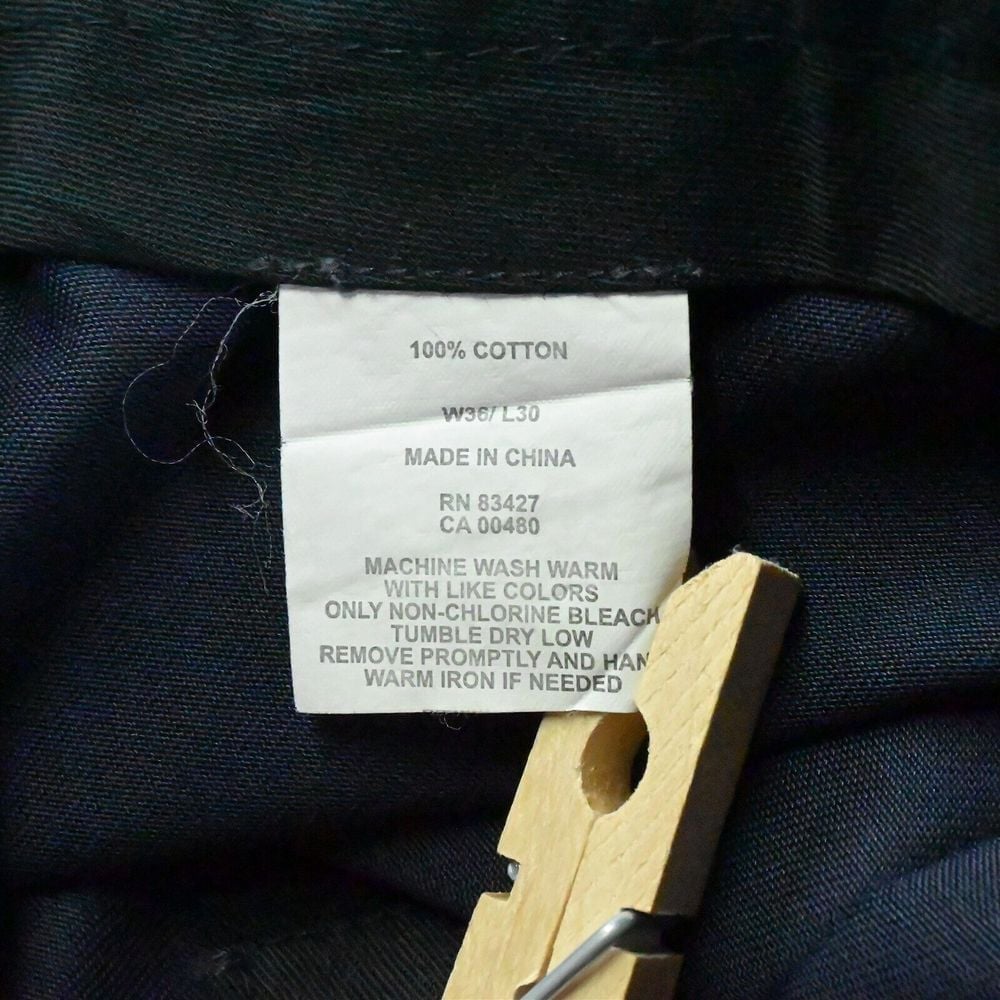 100% COTTON
W36/ L30
MADE IN CHINA
RN 83427
CA 00480
MACHINE WASH WARM
WITH LIKE COLORS
ONLY NON-CHLORINE BLEACH
TUMBLE DRY LOW
REMOVE PROMPTLY AND HAN
WARM IRON IF NEEDED